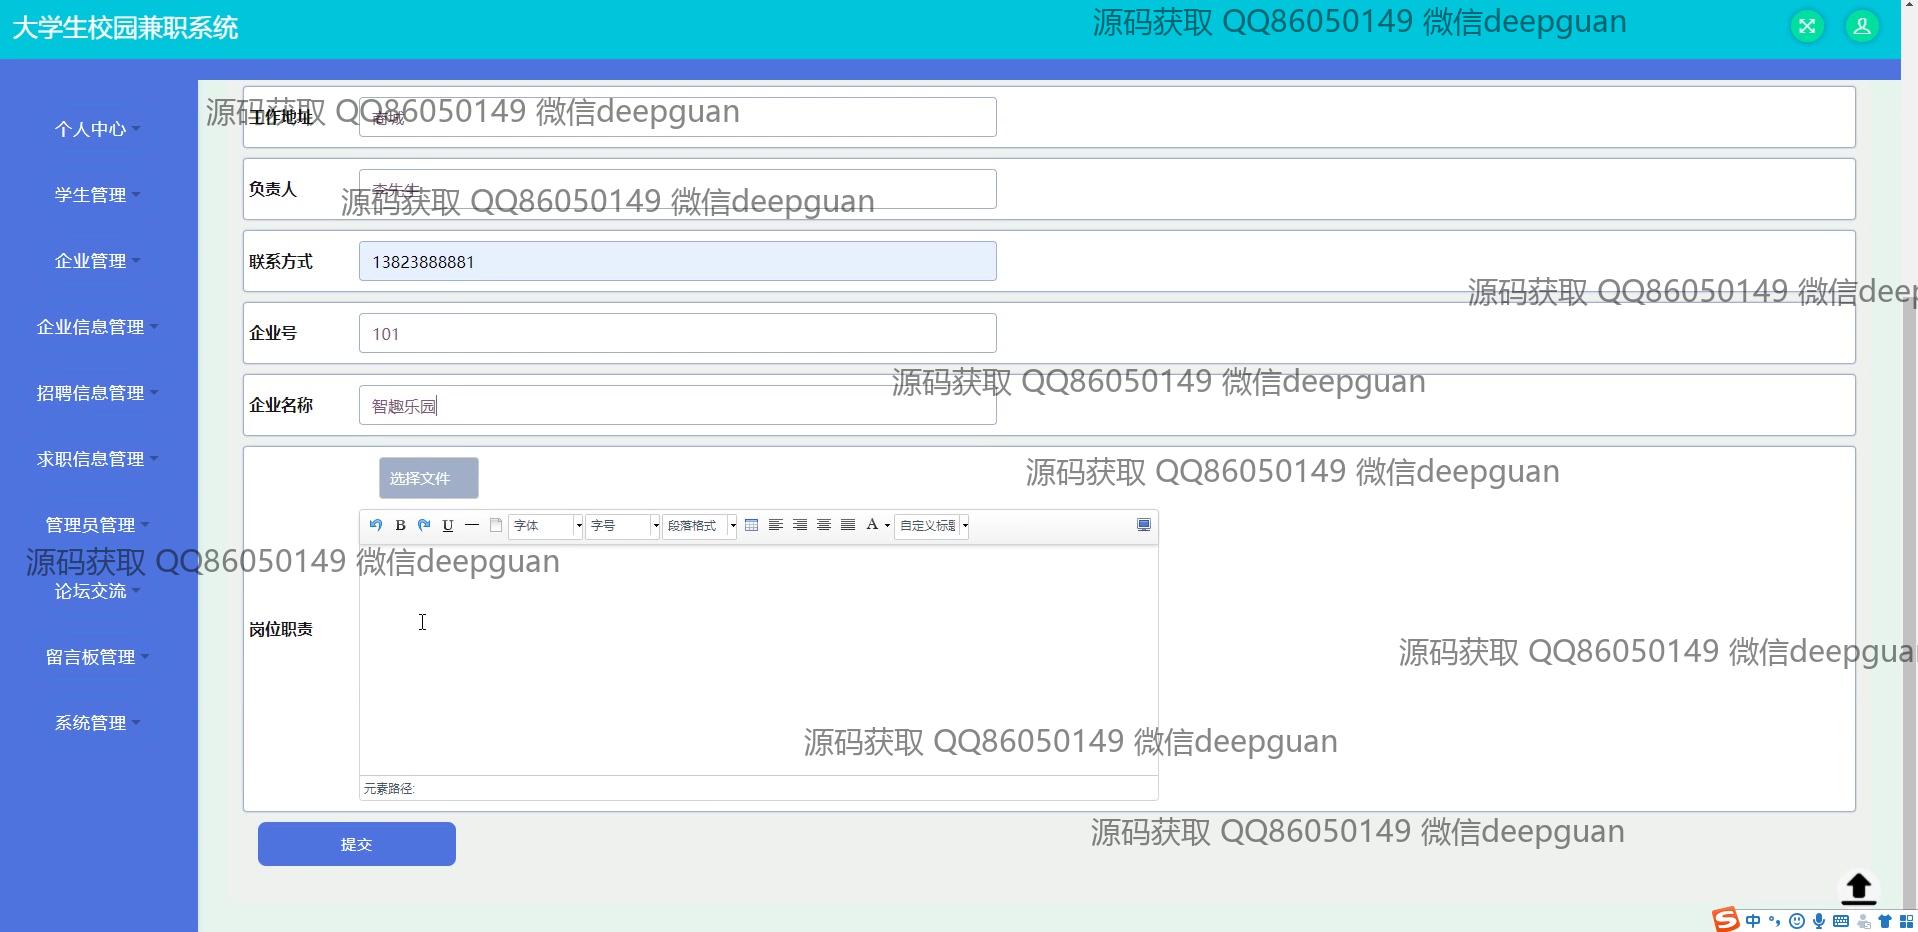 大学生校园兼职系统
源码获取 QQ86050149 微信deepguan
个人中心
学生管理
企业管理
企业信息管理
招聘信息管理
求职信息管理
管理员管理
论坛交流
留言板管理
系统管理
源码获取 QQ86050149 微信deepguan
工作地址
商城
负责人
李先生
源码获取 QQ86050149 微信deepguan
联系方式
13823888881
源码获取 QQ86050149 微信deep
企业号
101
源码获取 QQ86050149 微信deepguan
企业名称
智趣乐园
源码获取 QQ86050149 微信deepguan
选择文件
B U 字体 字号 段落格式 A 自定义标题
源码获取 QQ86050149 微信deepguan
岗位职责
源码获取 QQ86050149 微信deepgua
源码获取 QQ86050149 微信deepguan
元素路径:
提交
源码获取 QQ86050149 微信deepguan
S 中